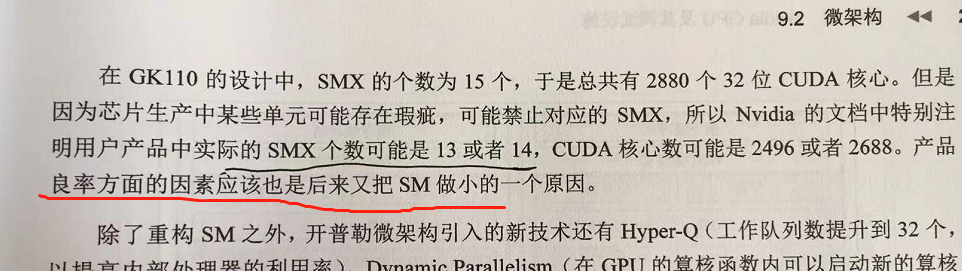 9.2 微架构 ◀◀
在 GK110 的设计中，SMX 的个数为 15 个，于是总共有 2880 个 32 位 CUDA 核心。但是
因为芯片生产中某些单元可能存在瑕疵，可能禁止对应的 SMX，所以 Nvidia 的文档中特别注
明用户产品中实际的 SMX 个数可能是 13 或者 14，CUDA 核心数可能是 2496 或者 2688。产品
良率方面的因素应该也是后来又把 SM 做小的一个原因。
除了重构 SM 之外，开普勒微架构引入的新技术还有 Hyper-Q（工作队列数提升到 32 个，
以提高内部处理器的利用率）、Dynamic Parallelism（在 GPU 的算核函数内可以启动新的算核